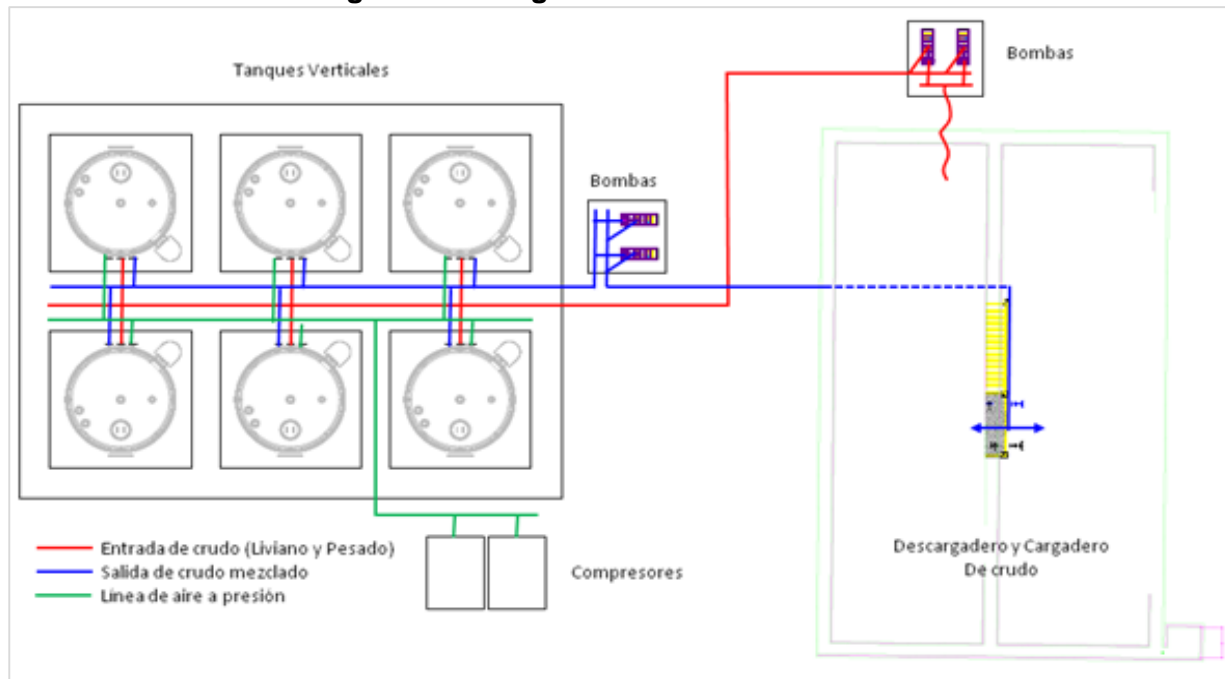 Bombas
Tanques Verticales
Bombas
Entrada de crudo (Liviano y Pesado)
Salida de crudo mezclado
Línea de aire a presión
Compresores
Descargadero y Cargadero
De crudo